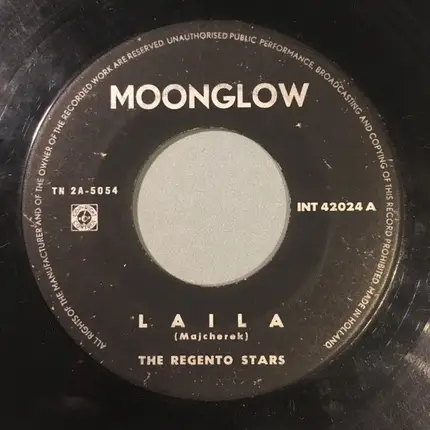 ALL RIGHTS OF THE MANUFACTURER AND OF THE OWNER OF THE RECORDED WORK ARE RESERVED. UNAUTHORISED PUBLIC PERFORMANCE, BROADCASTING AND COPYING OF THIS RECORD PROHIBITED. MADE IN HOLLAND.
MOONGLOW
TN 2A-5054
INT 42024 A
LAILA
(Majcherek)
THE REGENTO STARS